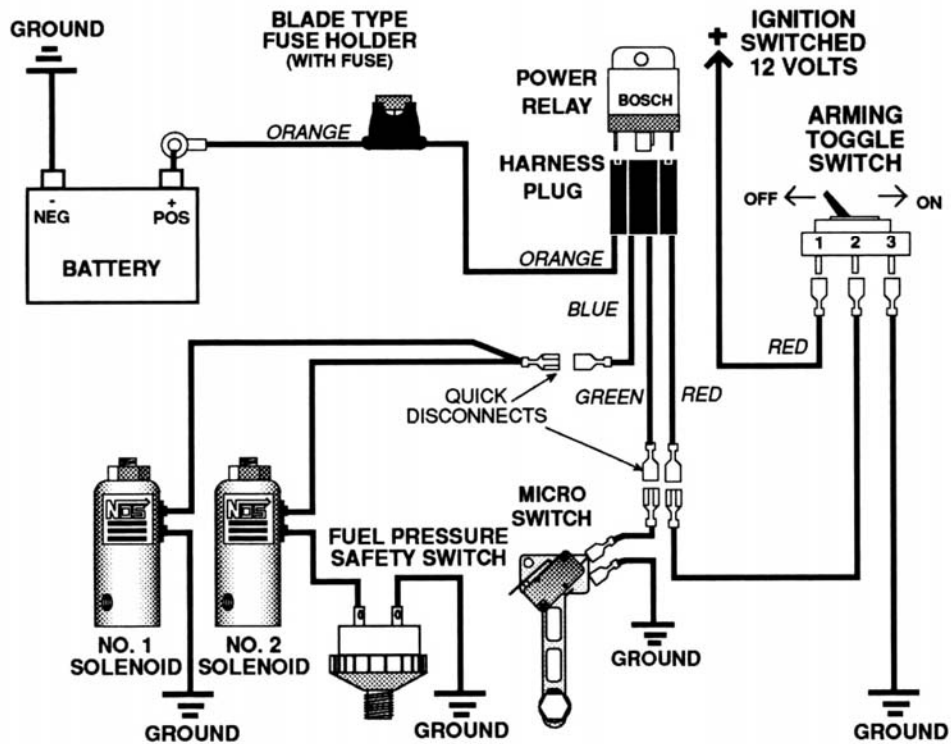 GROUND
BLADE TYPE
FUSE HOLDER
(WITH FUSE)
+
IGNITION
SWITCHED
12 VOLTS
POWER
RELAY
BOSCH
ARMING
TOGGLE
SWITCH
ORANGE
HARNESS
PLUG
OFF
ON
-
NEG
+
POS
1 2 3
BATTERY
ORANGE
BLUE
RED
QUICK
DISCONNECTS
GREEN
RED
MICRO
SWITCH
NOS
NOS
FUEL PRESSURE
SAFETY SWITCH
NO. 1
SOLENOID
NO. 2
SOLENOID
GROUND
GROUND
GROUND
GROUND